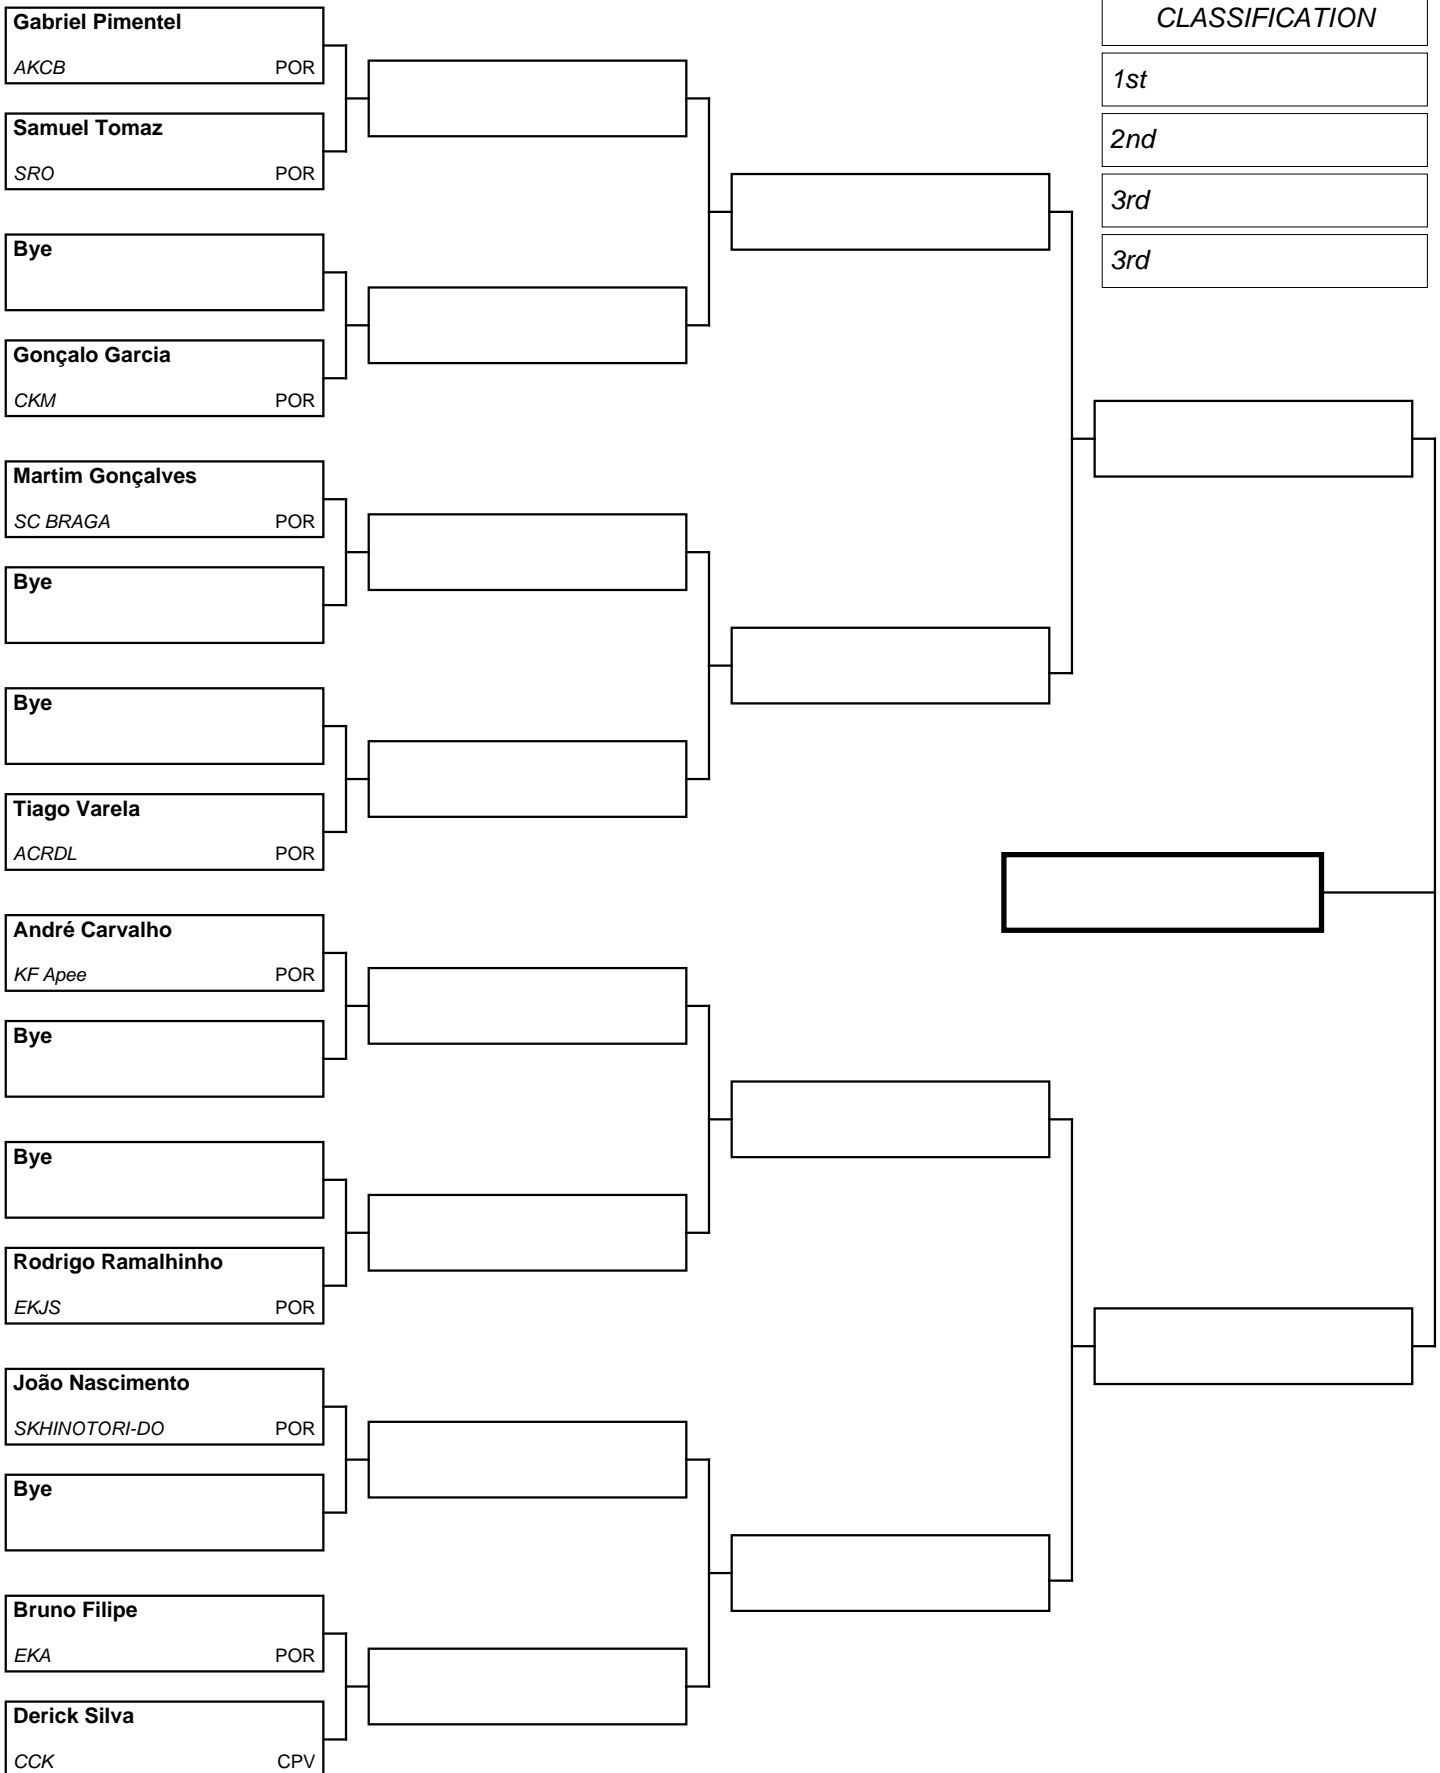 Gabriel Pimentel
AKCB POR
Samuel Tomaz
SRO POR
Bye
Gonçalo Garcia
CKM POR
Martim Gonçalves
SC BRAGA POR
Bye
Bye
Tiago Varela
ACRDL POR
André Carvalho
KF Apee POR
Bye
Bye
Rodrigo Ramalhinho
EKJS POR
João Nascimento
SKHINOTORI-DO POR
Bye
Bruno Filipe
EKA POR
Derick Silva
CCK CPV
CLASSIFICATION
1st
2nd
3rd
3rd